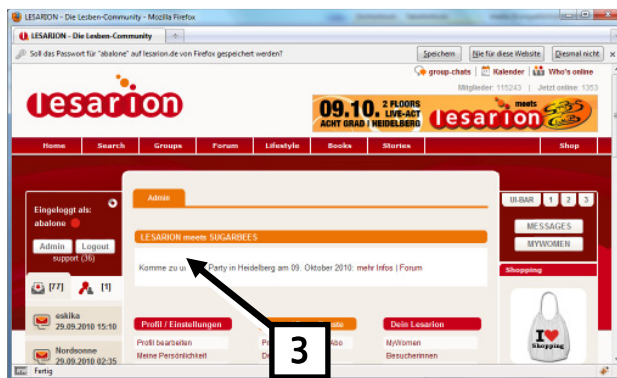 LESARION - Die Lesben-Community - Mozilla Firefox
LESARION - Die Lesben-Community
Soll das Passwort für "abalone" auf lesarion.de von Firefox gespeichert werden?
Speichern
Nie für diese Website
Diesmal nicht
group-chats | Kalender | Who's online
Mitglieder: 115243 | Jetzt online: 1353
lesarion
09.10. 2 FLOORS LIVE-ACT
ACHT GRAD | HEIDELBERG
lesarion meets
Home Search Groups Forum Lifestyle Books Stories Shop
Eingeloggt als:
abalone
Admin Logout
support (36)
[77] [1]
eskika
29.09.2010 15:10
Nordsonne
29.09.2010 02:35
Admin
LESARION meets SUGARBEES
Komme zu Party in Heidelberg am 09. Oktober 2010: mehr Infos | Forum
Profil / Einstellungen
Profil bearbeiten
Meine Persönlichkeit
Abo
Dein Lesarion
MyWomen
Besucherinnen
UI-BAR 1 2 3
MESSAGES
MYWOMEN
Shopping
I
Shopping
3
Fertig